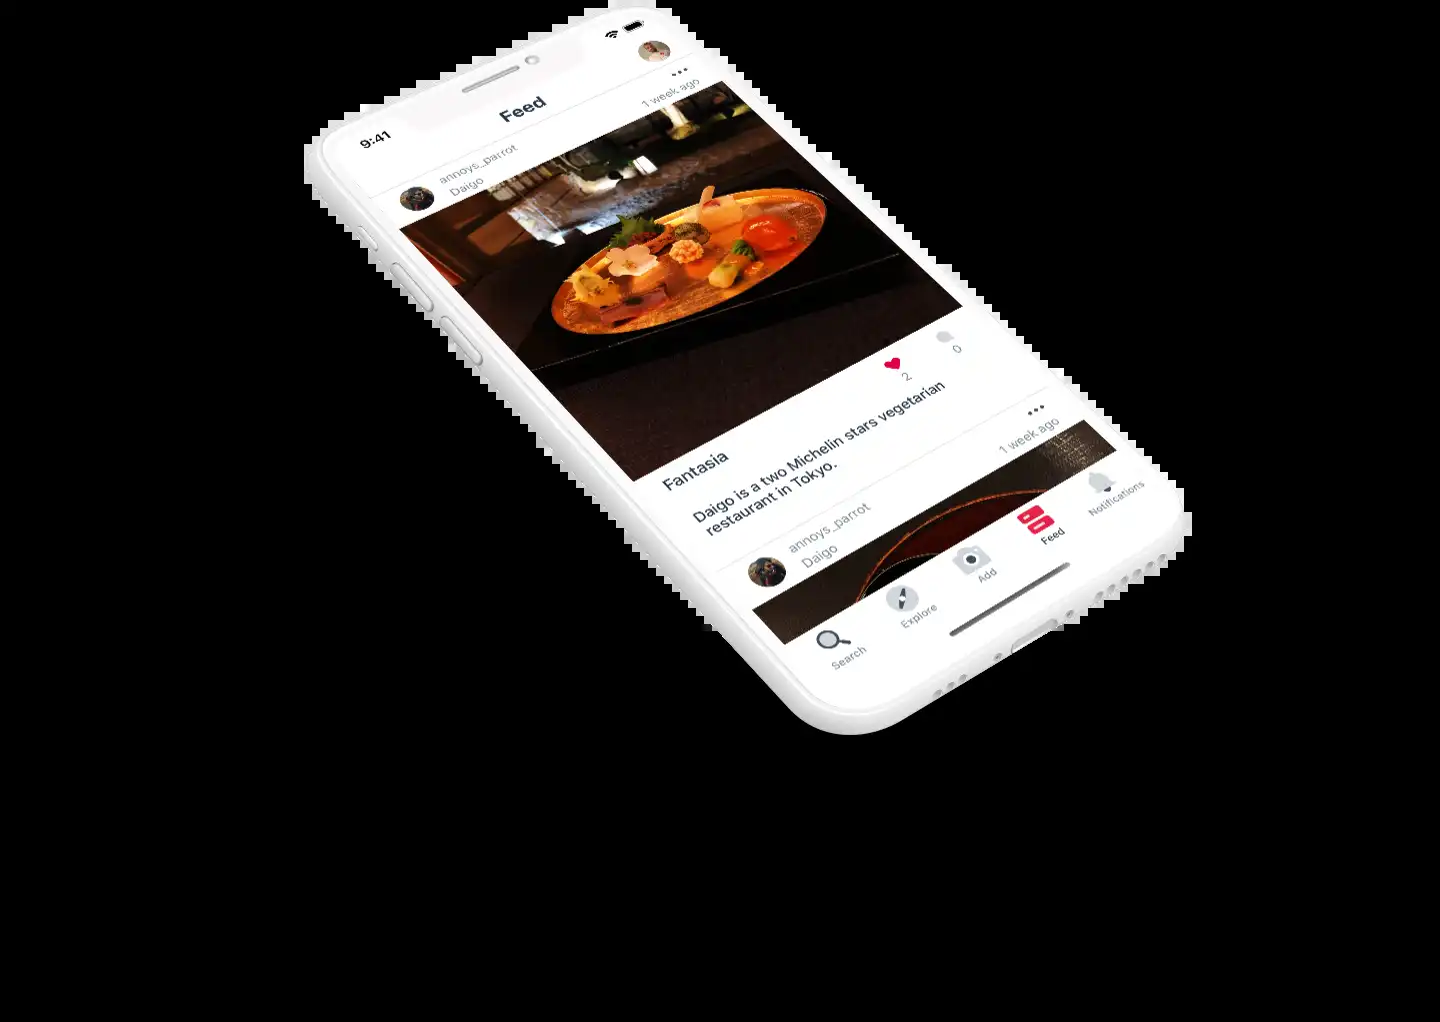 9:41
Feed
annoys_parrot
Daigo
1 week ago
2
0
Fantasia
Daigo is a two Michelin stars vegetarian
restaurant in Tokyo.
annoys_parrot
Daigo
1 week ago
Search
Explore
Add
Feed
Notifications